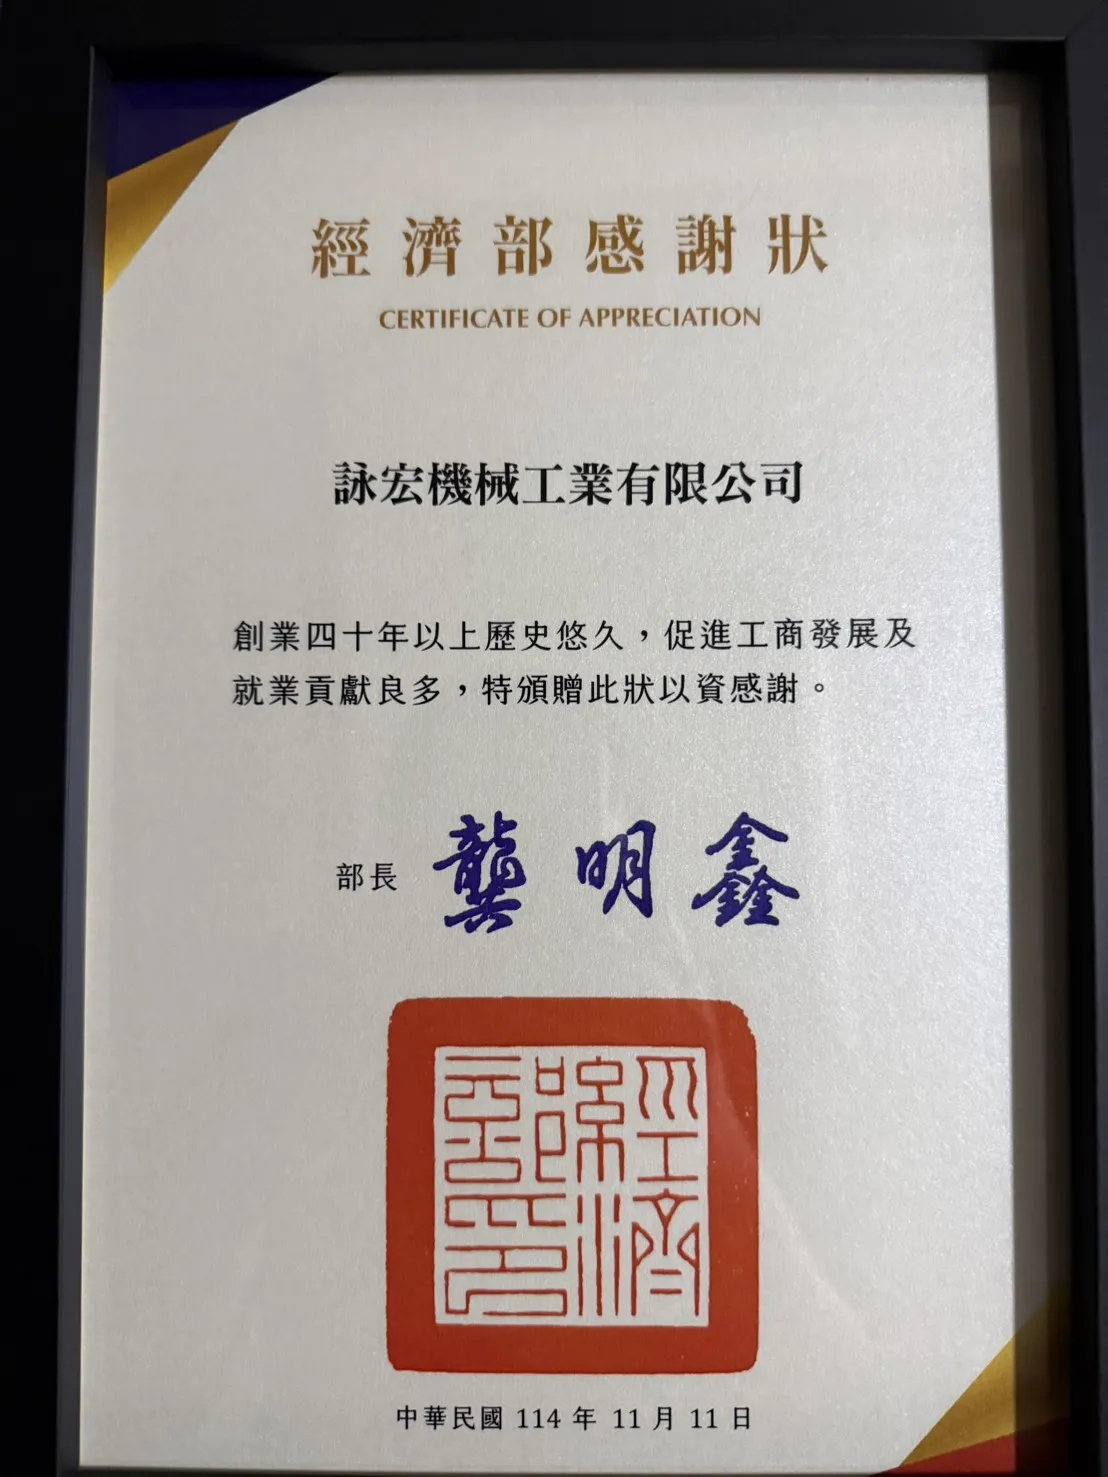 經濟部感謝狀
CERTIFICATE OF APPRECIATION
詠宏機械工業有限公司
創業四十年以上歷史悠久，促進工商發展及
就業貢獻良多，特頒贈此狀以資感謝。
部長 龔明鑫
經濟部印
中華民國 114 年 11 月 11 日